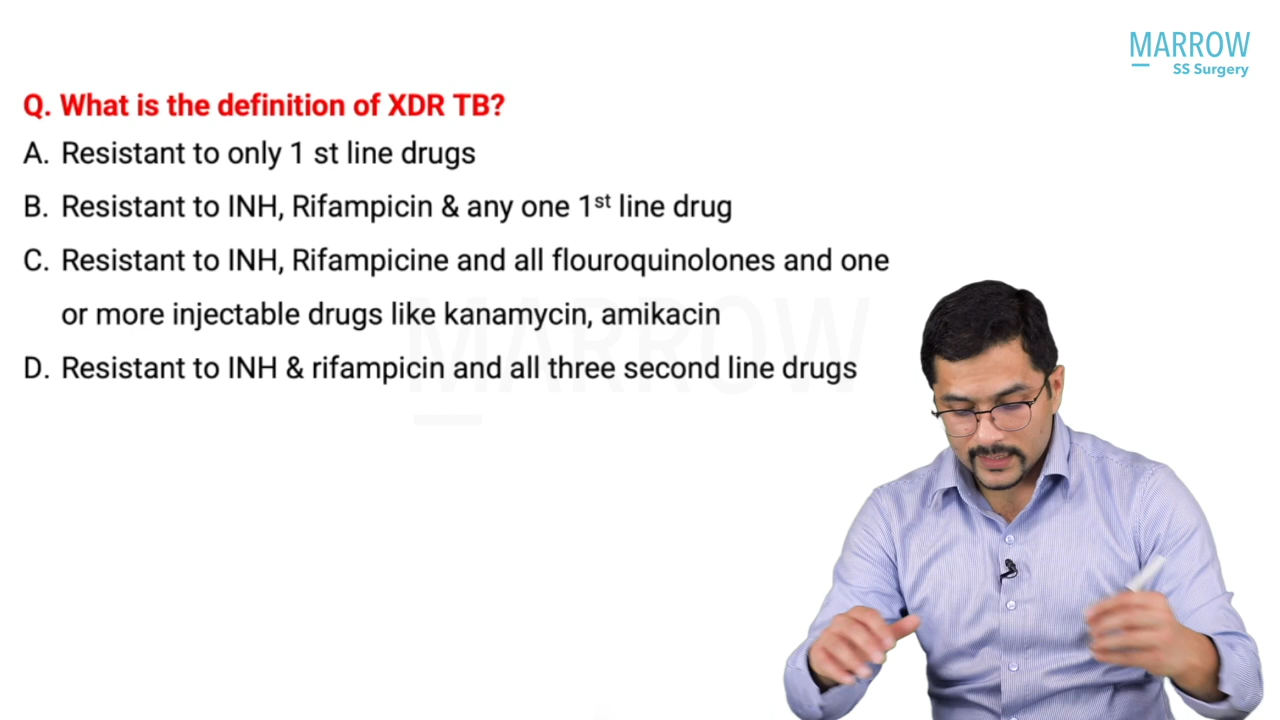 MARROW
SS Surgery
Q. What is the definition of XDR TB?
A. Resistant to only 1 st line drugs
B. Resistant to INH, Rifampicin & any one 1st line drug
C. Resistant to INH, Rifampicine and all flouroquinolones and one
or more injectable drugs like kanamycin, amikacin
D. Resistant to INH & rifampicin and all three second line drugs
MARROW